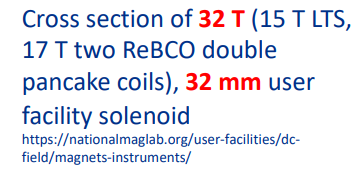 Cross section of 32 T (15 T LTS,
17 T two ReBCO double
pancake coils), 32 mm user
facility solenoid
https://nationalmaglab.org/user-facilities/dc-
field/magnets-instruments/